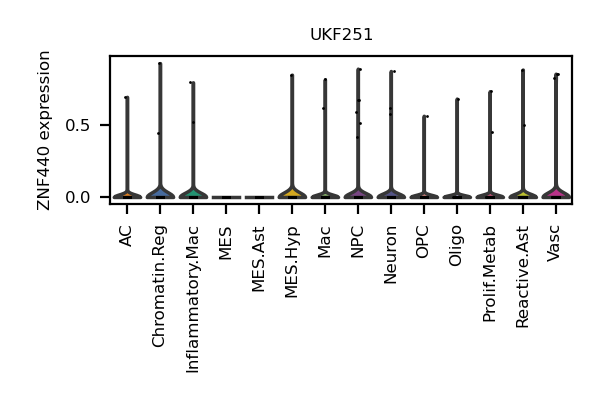 UKF251
ZNF440 expression
0.5
0.0
AC
Chromatin.Reg
Inflammatory.Mac
MES
MES.Ast
MES.Hyp
Mac
NPC
Neuron
OPC
Oligo
Prolif.Metab
Reactive.Ast
Vasc